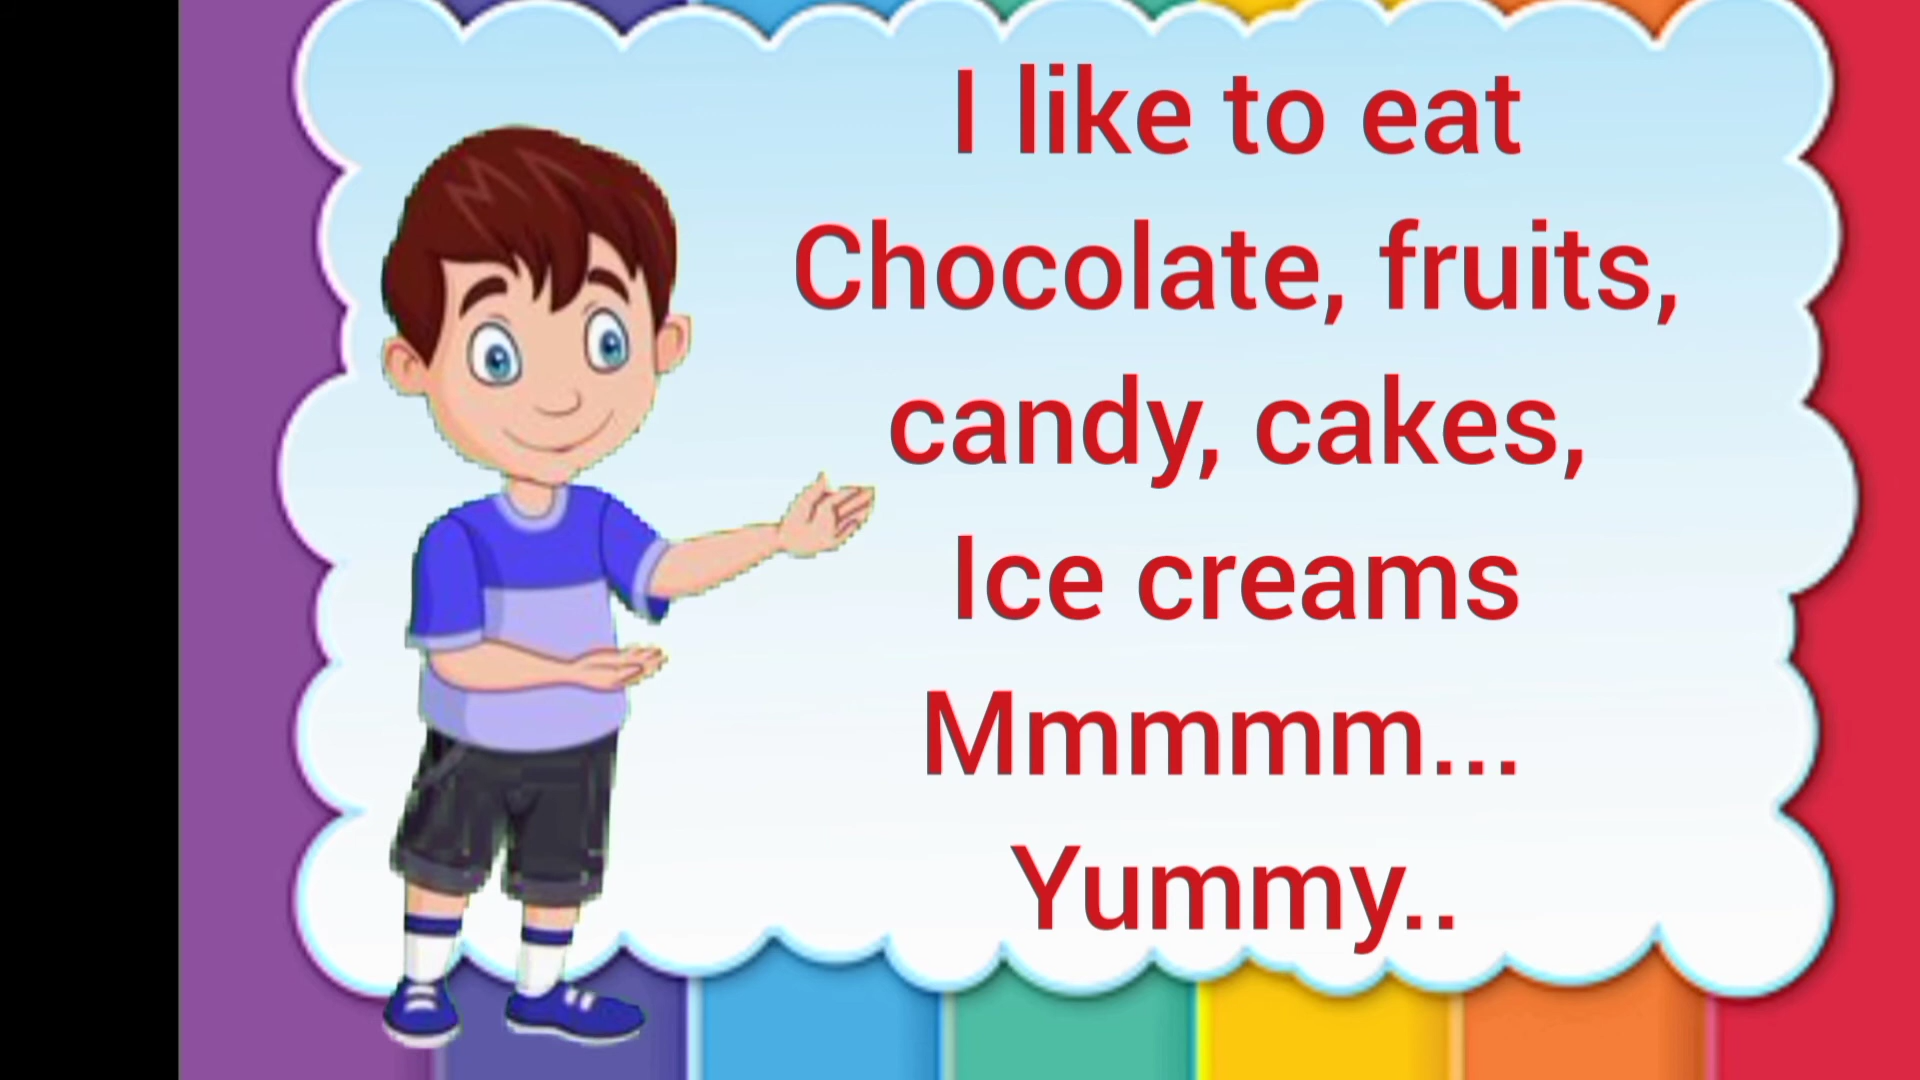 I like to eat
Chocolate, fruits,
candy, cakes,
Ice creams
Mmmmm...
Yummy..